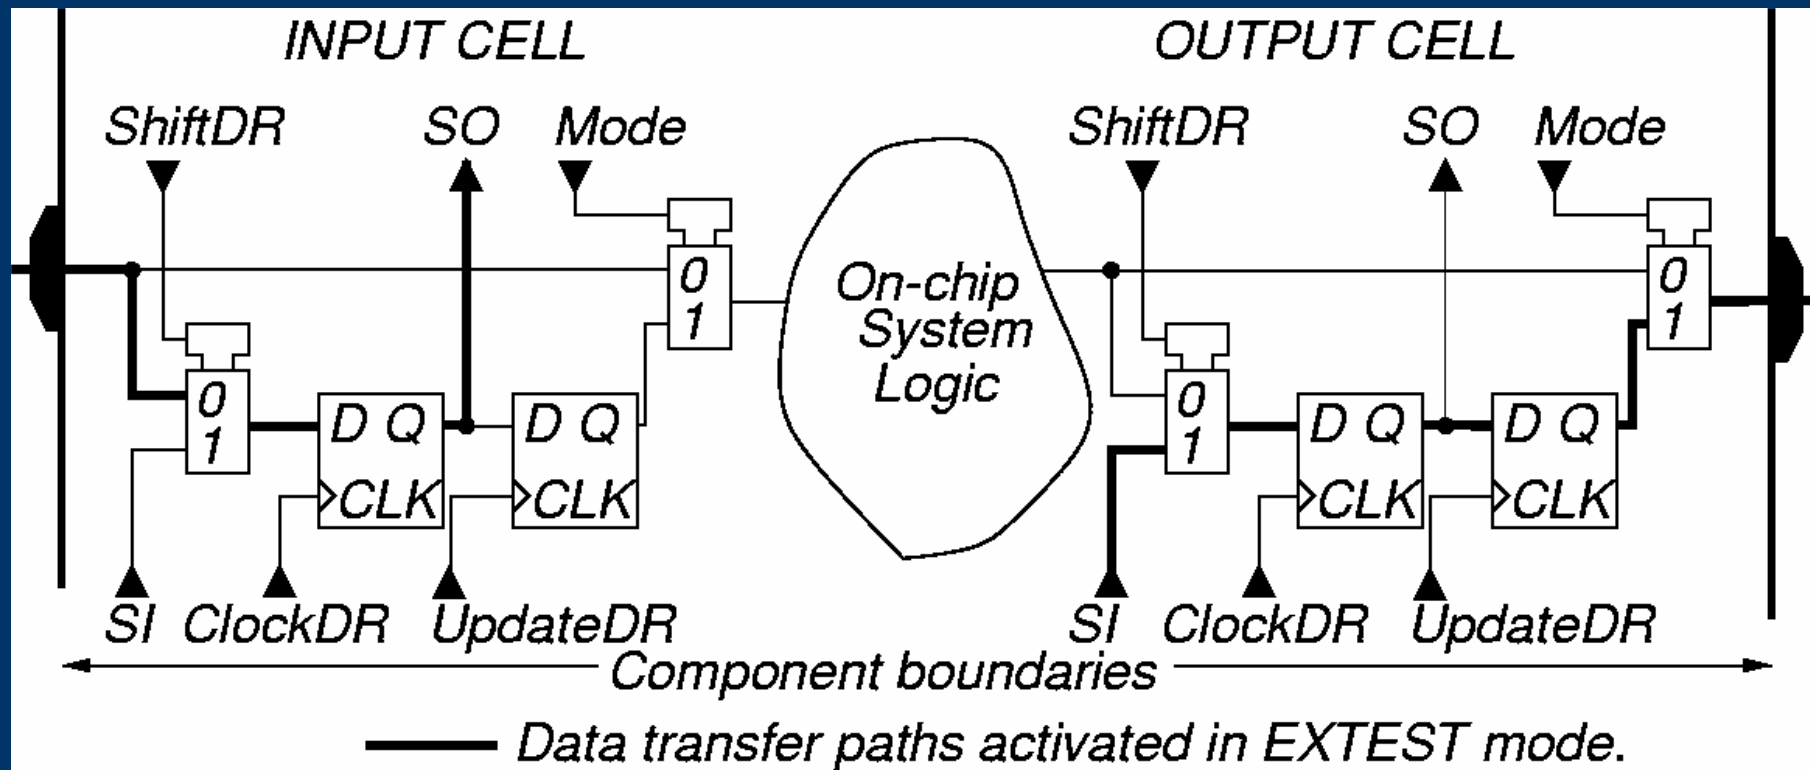 INPUT CELL
OUTPUT CELL
ShiftDR
SO
Mode
ShiftDR
SO
Mode
0
1
0
1
On-chip
System
Logic
0
1
D Q
CLK
D Q
CLK
0
1
D Q
CLK
D Q
CLK
SI
ClockDR
UpdateDR
SI
ClockDR
UpdateDR
Component boundaries
Data transfer paths activated in EXTEST mode.